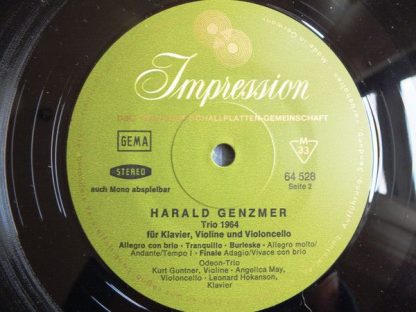 Impression
SCHALLPLATTEN-GEMEINSCHAFT
GEMA
M
33
STEREO
64 528
Seite 2
auch Mono abspielbar
HARALD GENZMER
Trio 1964
für Klavier, Violine und Violoncello
Allegro con brio · Tranquillo · Burleske · Allegro molto/
Andante/Tempo I · Finale Adagio/Vivace con brio
Odeon-Trio
Kurt Guntner, Violine · Angelica May,
Violoncello · Leonard Hokanson,
Klavier